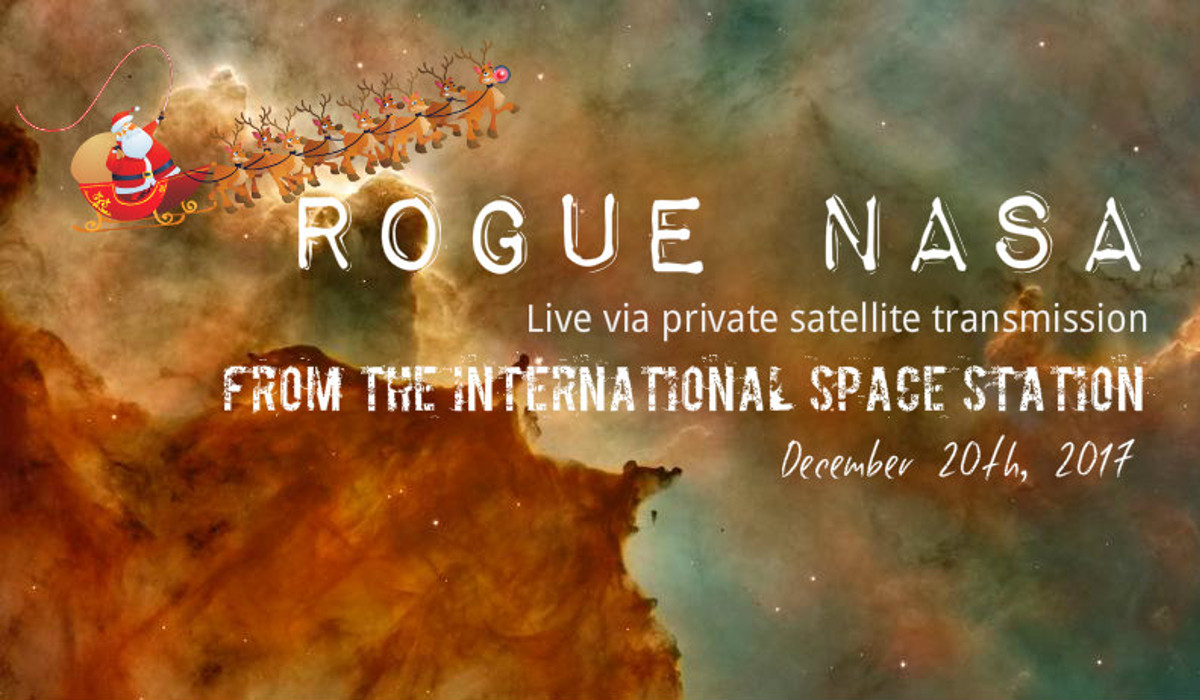 ROGUE NASA
Live via private satellite transmission
FROM THE INTERNATIONAL SPACE STATION
December 20th, 2017